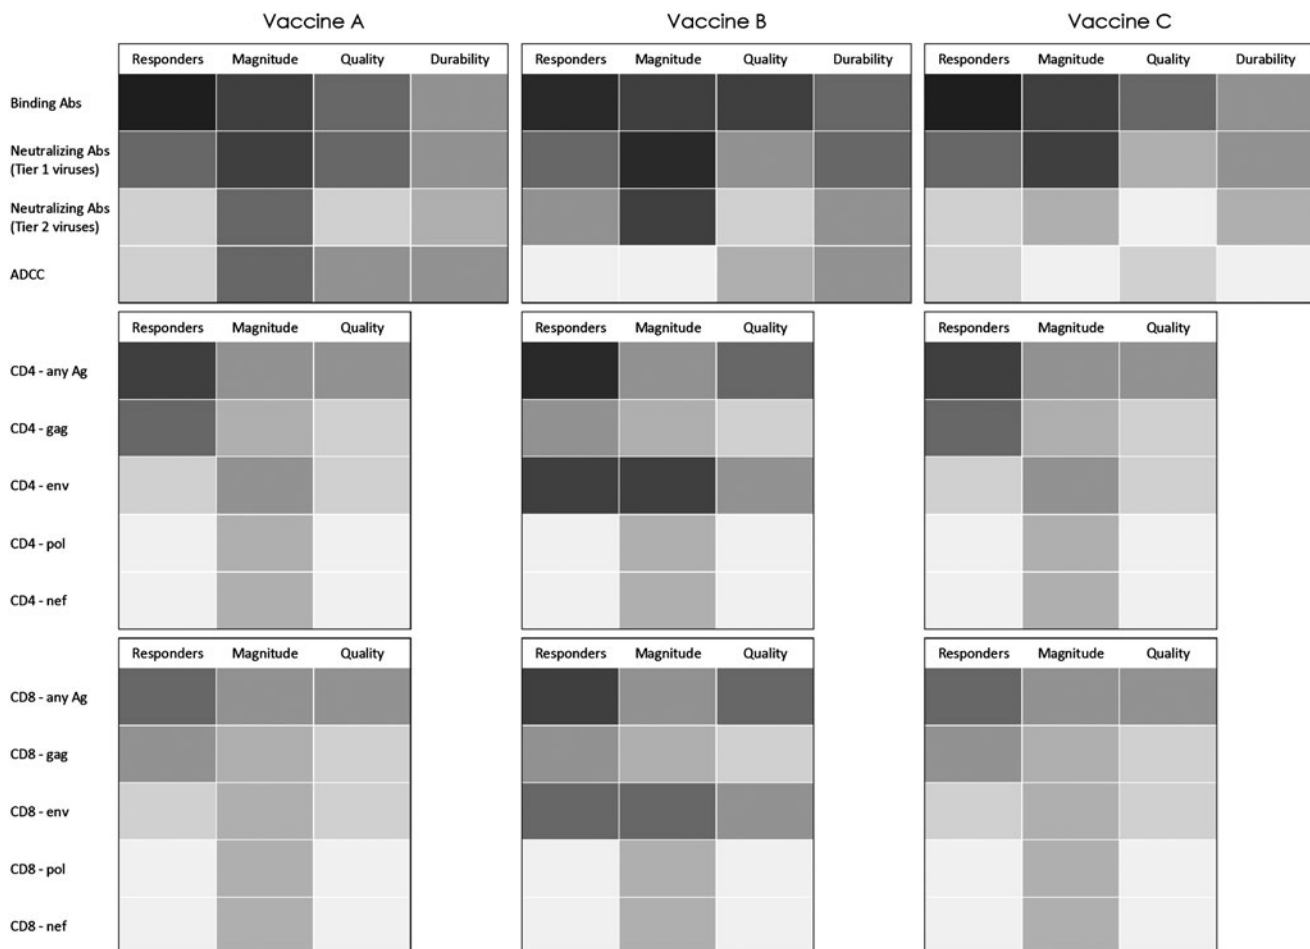 Vaccine A Vaccine B Vaccine C
Responders Magnitude Quality Durability Responders Magnitude Quality Durability Responders Magnitude Quality Durability
Binding Abs
Neutralizing Abs
(Tier 1 viruses)
Neutralizing Abs
(Tier 2 viruses)
ADCC
Responders Magnitude Quality Responders Magnitude Quality Responders Magnitude Quality
CD4 - any Ag
CD4 - gag
CD4 - env
CD4 - pol
CD4 - nef
Responders Magnitude Quality Responders Magnitude Quality Responders Magnitude Quality
CD8 - any Ag
CD8 - gag
CD8 - env
CD8 - pol
CD8 - nef